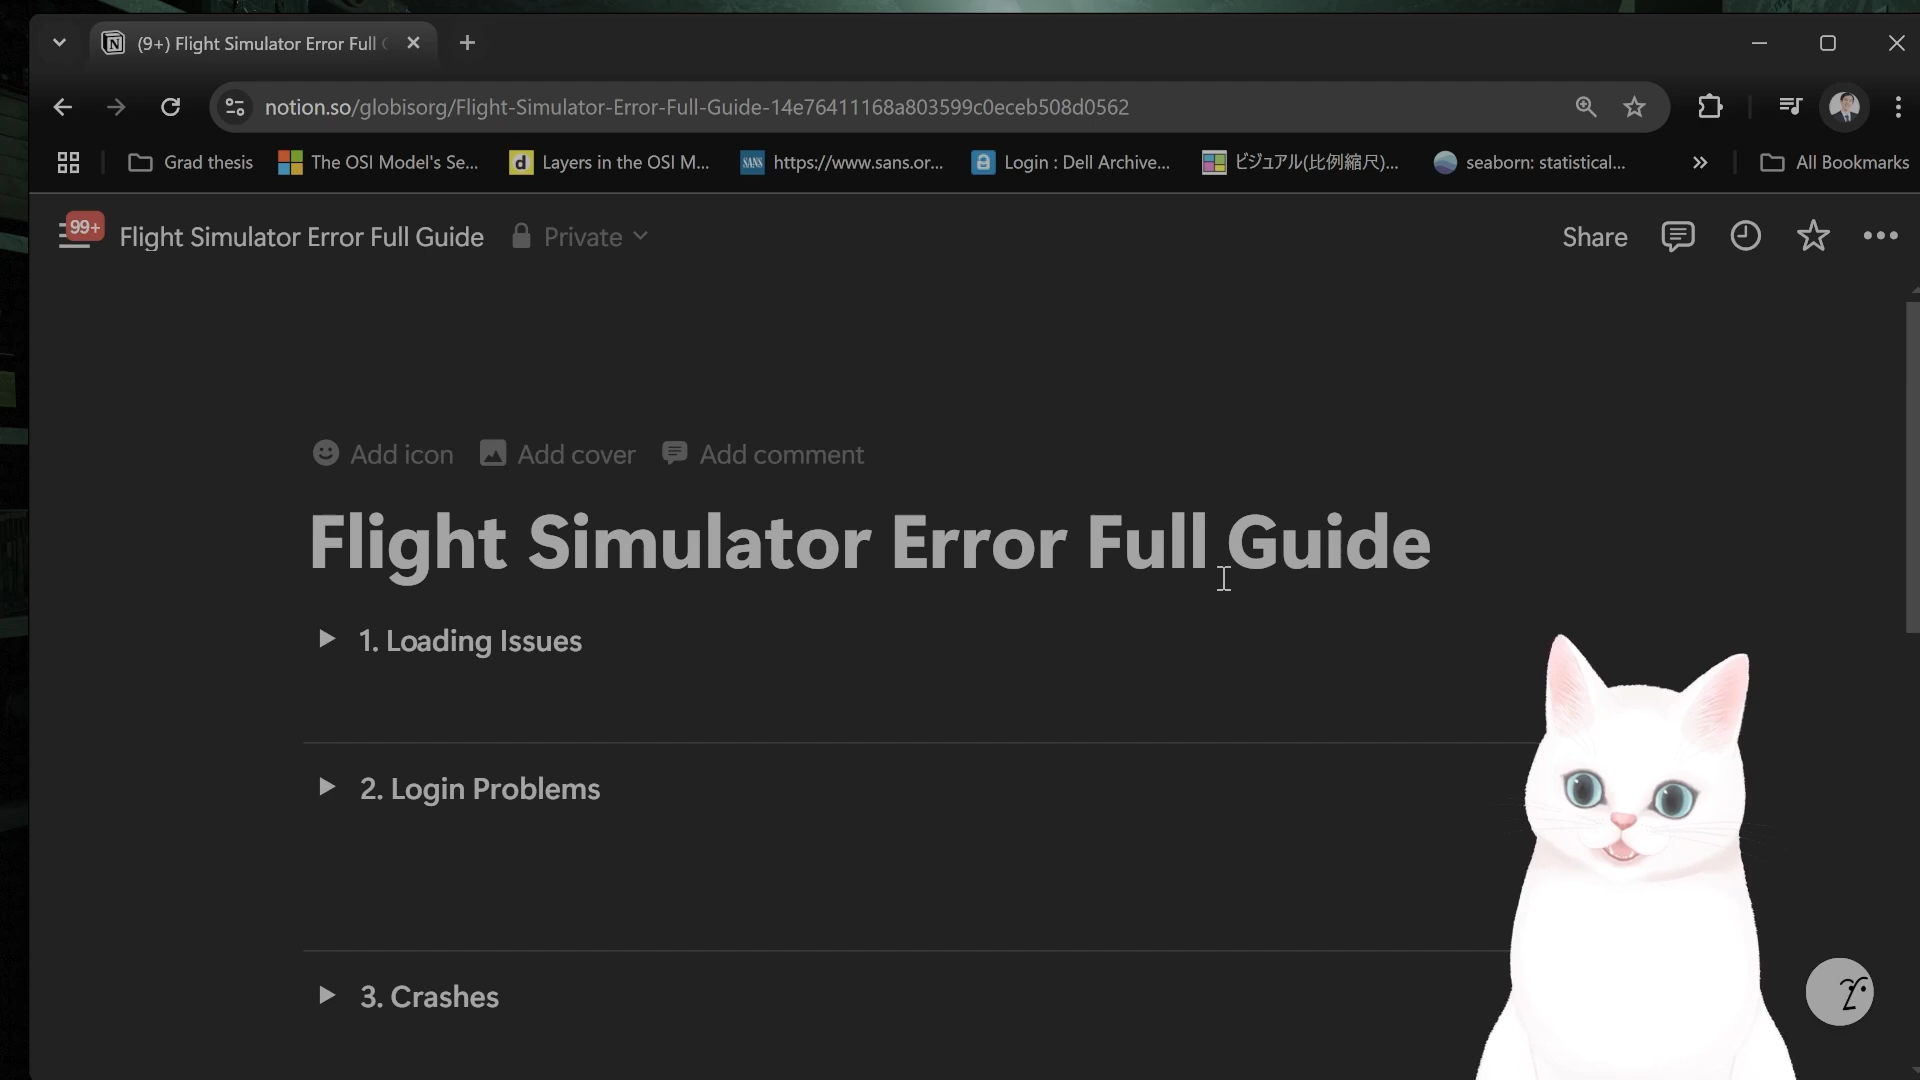 (9+) Flight Simulator Error Full
notion.so/globisorg/Flight-Simulator-Error-Full-Guide-14e76411168a803599c0eceb508d0562
Grad thesis
The OSI Model's Se...
d
Layers in the OSI M...
SANS
https://www.sans.or...
Login : Dell Archive...
ビジュアル(比例縮尺)...
seaborn: statistical...
All Bookmarks
99+
Flight Simulator Error Full Guide
Private
Share
Add icon
Add cover
Add comment
Flight Simulator Error Full Guide
1. Loading Issues
2. Login Problems
3. Crashes